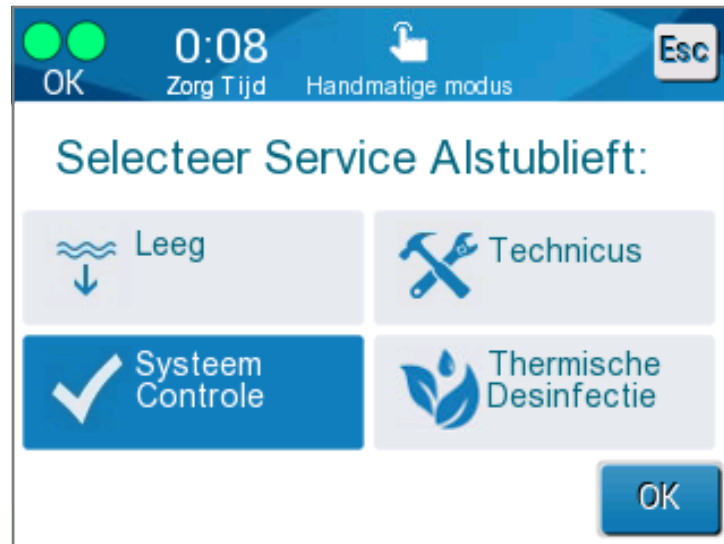 OK
0:08
Zorg Tijd
Handmatige modus
Esc
Selecteer Service Alstublieft:
Leeg
Technicus
Systeem
Controle
Thermische
Desinfectie
OK